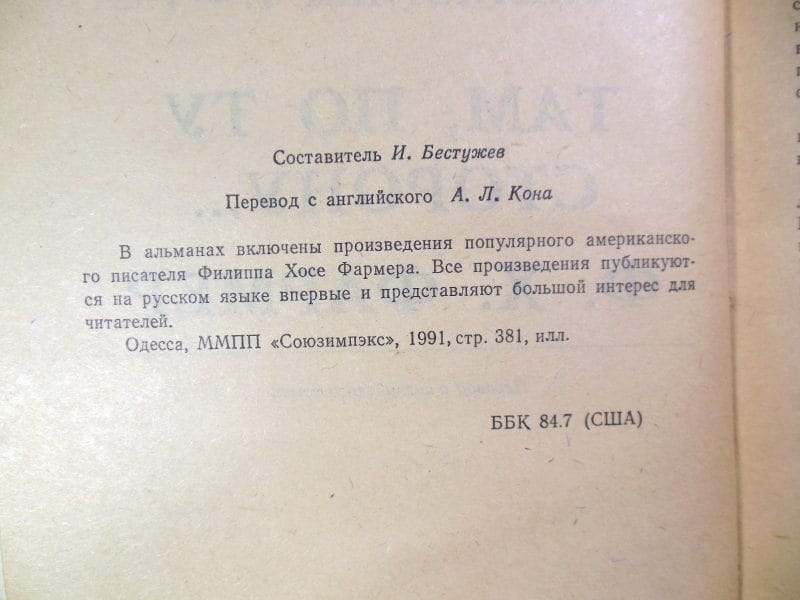 Составитель И. Бестужев
Перевод с английского А. Л. Кона
В альманах включены произведения популярного американско-
го писателя Филиппа Хосе Фармера. Все произведения публикуют-
ся на русском языке впервые и представляют большой интерес для
читателей.
Одесса, ММПП «Союзимпэкс», 1991, стр. 381, илл.
ББК 84.7 (США)